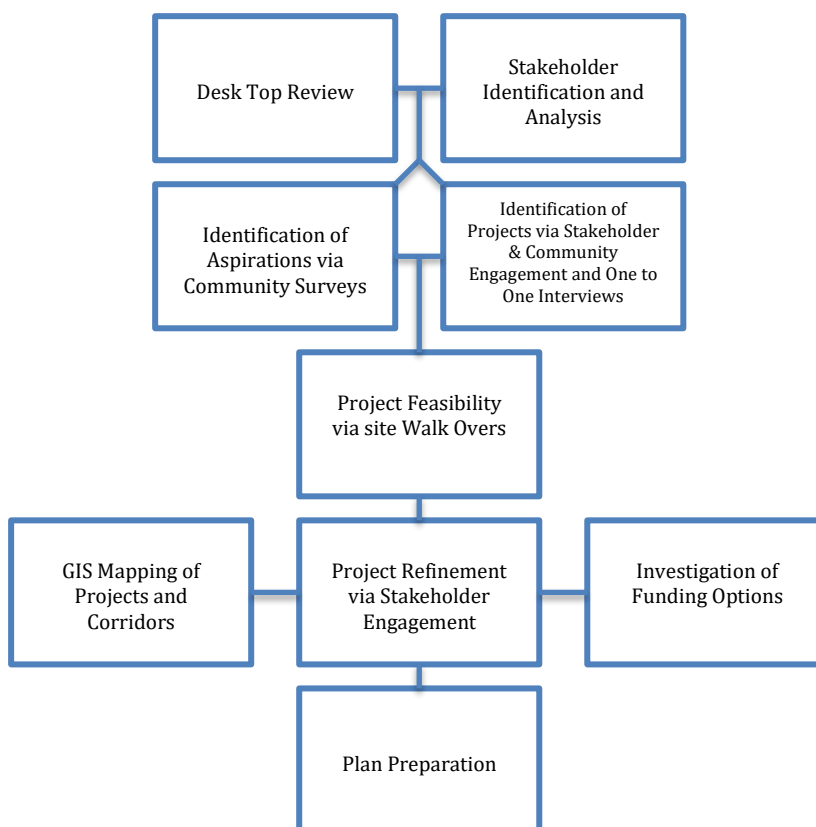 Desk Top Review
Stakeholder
Identification and
Analysis
Identification of
Aspirations via
Community Surveys
Identification of
Projects via Stakeholder
& Community
Engagement and One to
One Interviews
Project Feasibility
via site Walk Overs
GIS Mapping of
Projects and
Corridors
Project Refinement
via Stakeholder
Engagement
Investigation of
Funding Options
Plan Preparation